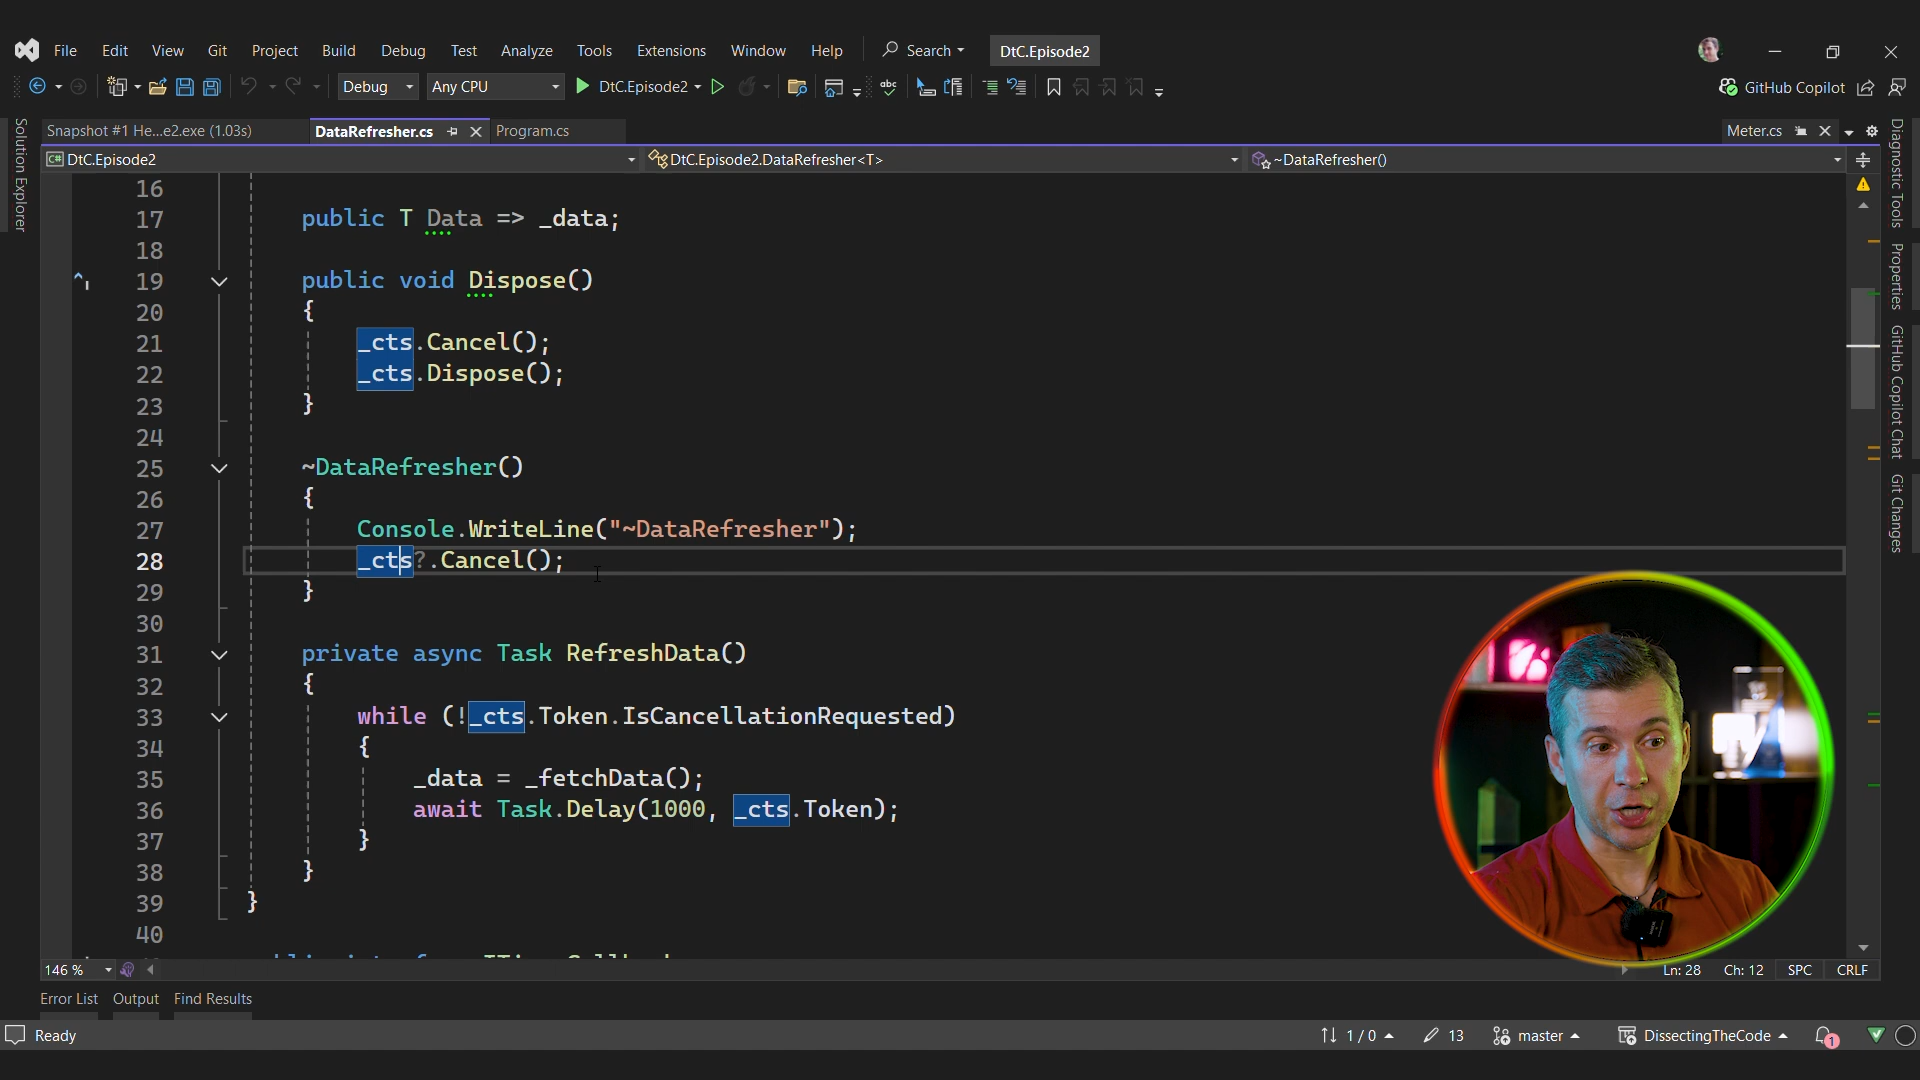 File Edit View Git Project Build Debug Test Analyze Tools Extensions Window Help Search DtC.Episode2
Debug Any CPU DtC.Episode2 GitHub Copilot
Snapshot #1 He...e2.exe (1.03s) DataRefresher.cs Program.cs Meter.cs
DtC.Episode2 DtC.Episode2.DataRefresher<T> ~DataRefresher()
Solution Explorer
Diagnostic Tools
Properties
GitHub Copilot Chat
Git Changes
16
17 public T Data => _data;
18
19 public void Dispose()
20 {
21 _cts.Cancel();
22 _cts.Dispose();
23 }
24
25 ~DataRefresher()
26 {
27 Console.WriteLine("~DataRefresher");
28 _cts?.Cancel();
29 }
30
31 private async Task RefreshData()
32 {
33 while (!_cts.Token.IsCancellationRequested)
34 {
35 _data = _fetchData();
36 await Task.Delay(1000, _cts.Token);
37 }
38 }
39 }
40
146 % Ln: 28 Ch: 12 SPC CRLF
Error List Output Find Results
Ready 1 / 0 13 master DissectingTheCode 1